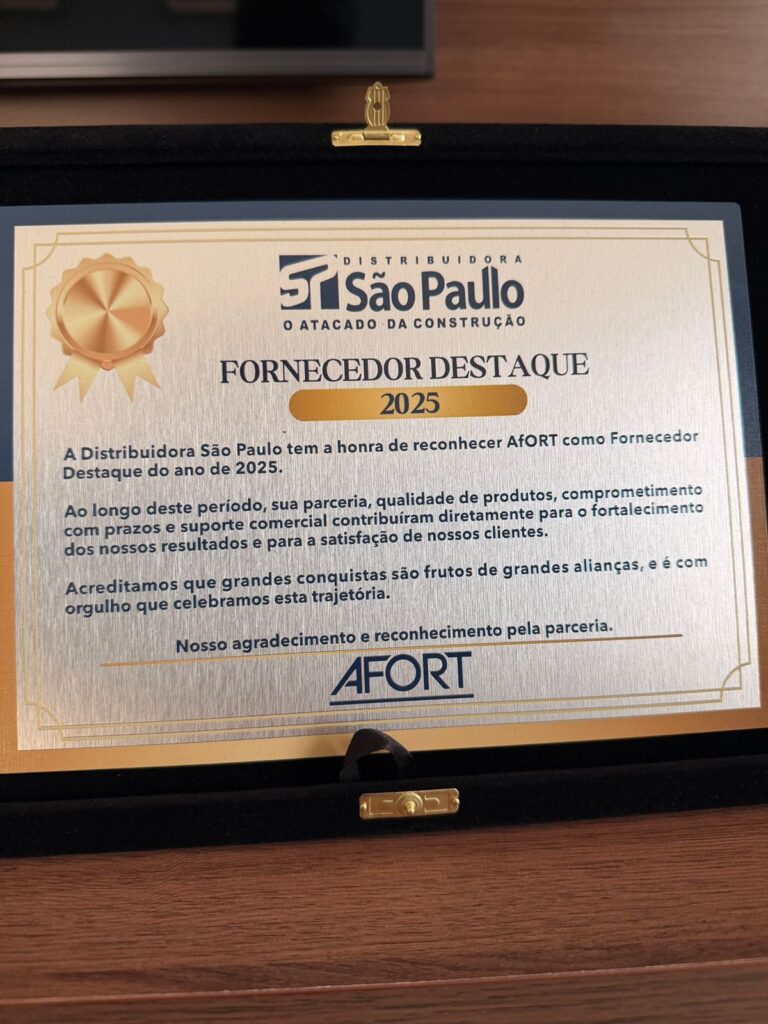 DISTRIBUIDORA
São Paulo
O ATACADO DA CONSTRUÇÃO
FORNECEDOR DESTAQUE
2025
A Distribuidora São Paulo tem a honra de reconhecer AfORT como Fornecedor
Destaque do ano de 2025.
Ao longo deste período, sua parceria, qualidade de produtos, comprometimento
com prazos e suporte comercial contribuíram diretamente para o fortalecimento
dos nossos resultados e para a satisfação de nossos clientes.
Acreditamos que grandes conquistas são frutos de grandes alianças, e é com
orgulho que celebramos esta trajetória.
Nosso agradecimento e reconhecimento pela parceria.
AFORT